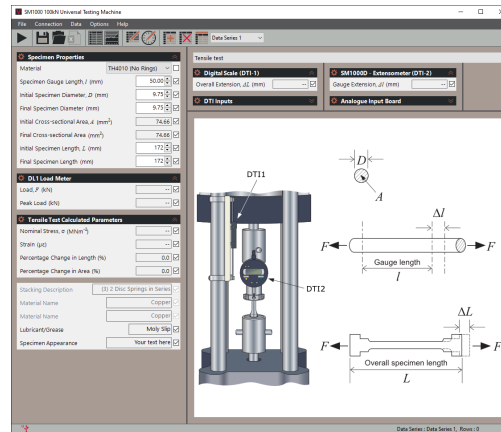 SM1000 100kN Universal Testing Machine
File Connection Data Options Help
Data Series 1
Specimen Properties
Material TH4010 (No Rings)
Specimen Gauge Length, l (mm) 50.00
Initial Specimen Diameter, D (mm) 9.75
Final Specimen Diameter (mm) 9.75
Initial Cross-sectional Area, A (mm²) 74.66
Final Cross-sectional Area (mm²) 74.66
Initial Specimen Length, L (mm) 172
Final Specimen Length (mm) 172
DL1 Load Meter
Load, F (kN) --
Peak Load (kN) --
Tensile Test Calculated Parameters
Nominal Stress, σ (MNm⁻²) --
Strain (με) --
Percentage Change in Length (%) 0.0
Percentage Change in Area (%) 0.0
Stacking Description (3) 2 Disc Springs in Series
Material Name Copper
Material Name Copper
Lubricant/Grease Moly Slip
Specimen Appearance Your text here
Tensile test
Digital Scale (DTI-1)
Overall Extension, ΔL (mm) --
SM1000D - Extensometer (DTI-2)
Gauge Extension, Δl (mm) --
DTI Inputs
Analogue Input Board
DTI1
DTI2
D
A
Δl
F F
Gauge length
l
ΔL
F F
Overall specimen length
L
Data Series : Data Series 1, Rows : 0